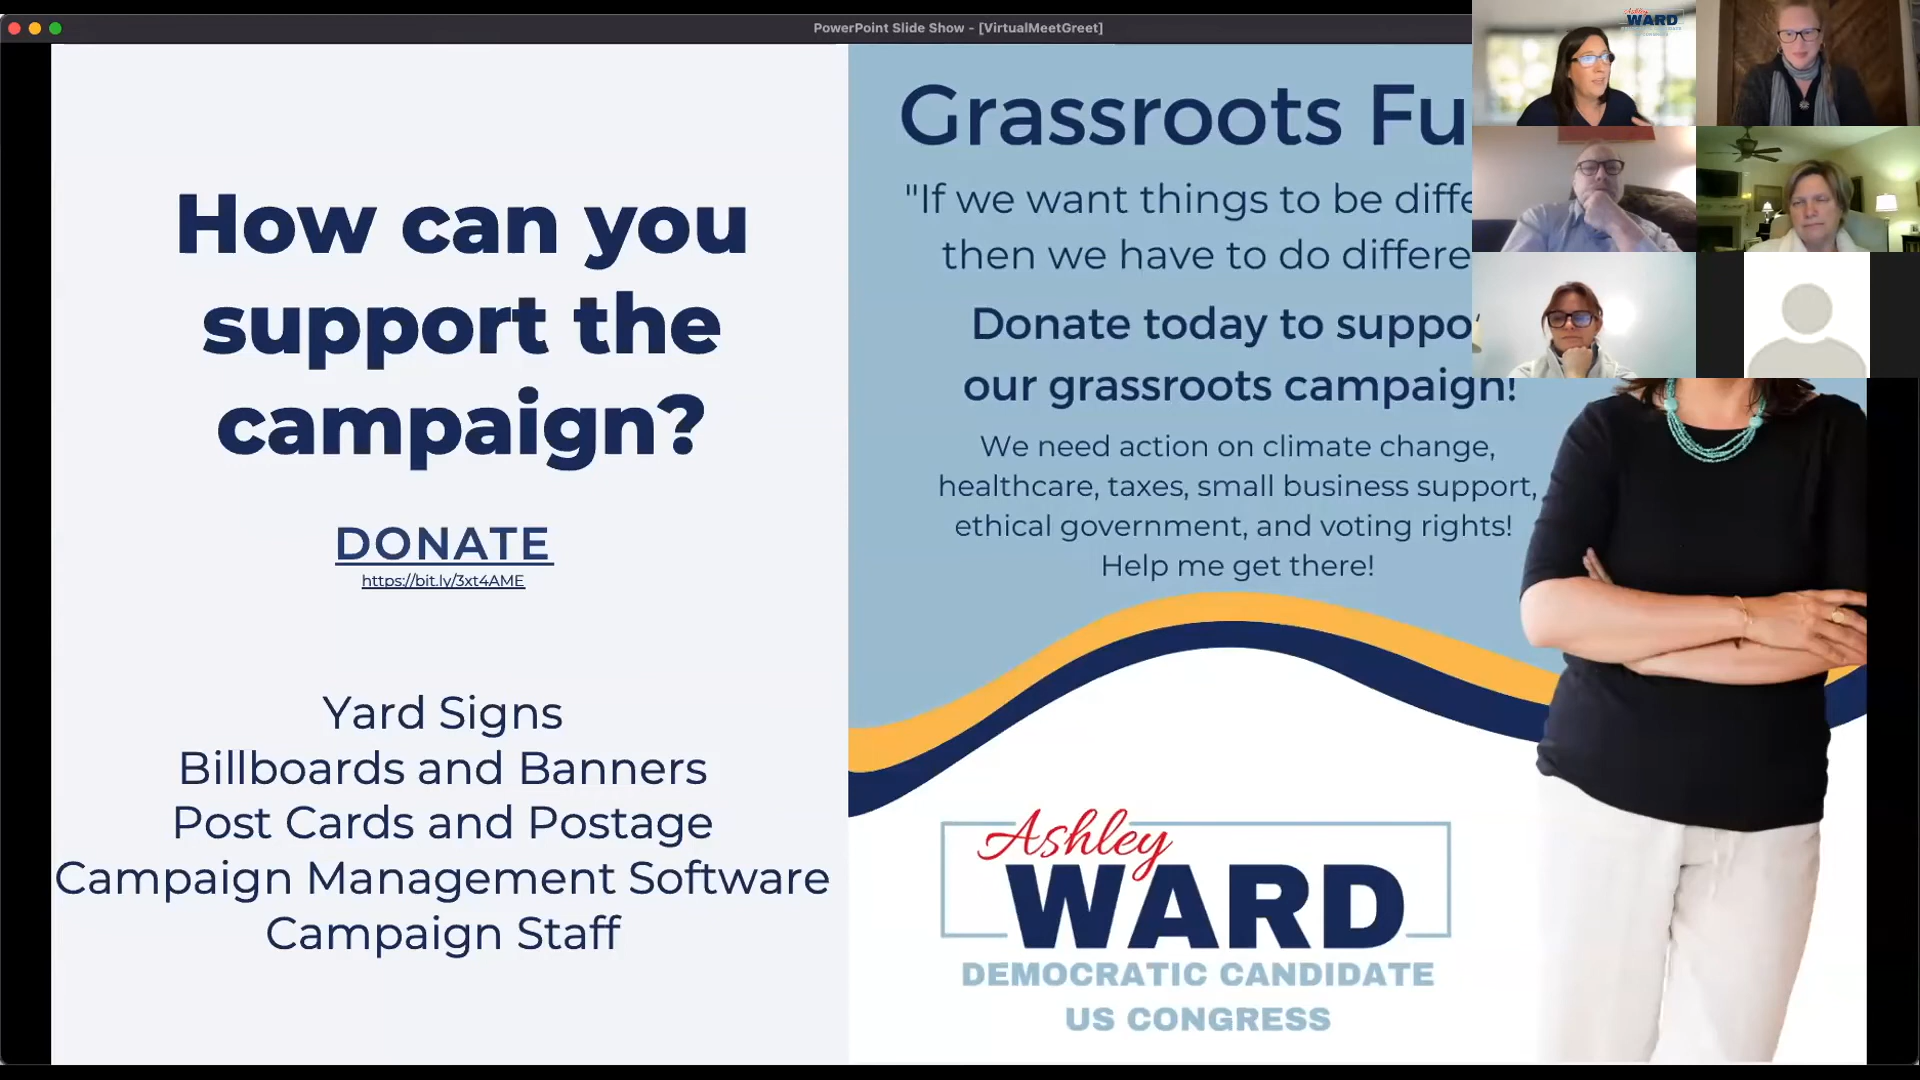 PowerPoint Slide Show - [VirtualMeetGreet]
Ashley
WARD
How can you
support the
campaign?
DONATE
https://bit.ly/3xt4AME
Yard Signs
Billboards and Banners
Post Cards and Postage
Campaign Management Software
Campaign Staff
Grassroots Fu
"If we want things to be diffe
then we have to do differe
Donate today to suppo
our grassroots campaign!
We need action on climate change,
healthcare, taxes, small business support,
ethical government, and voting rights!
Help me get there!
Ashley
WARD
DEMOCRATIC CANDIDATE
US CONGRESS